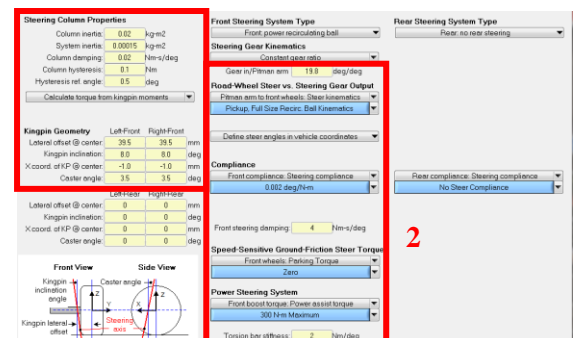 Steering Column Properties
Column inertia: 0.02 kg-m2
System inertia: 0.00015 kg-m2
Column damping: 0.02 Nm-s/deg
Column hysteresis: 0.1 Nm
Hysteresis ref. angle: 0.5 deg
Calculate torque from kingpin moments
Kingpin Geometry Left-Front Right-Front
Lateral offset @ center: 39.5 39.5 mm
Kingpin inclination: 8.0 8.0 deg
X coord. of KP @ center: -1.0 -1.0 mm
Caster angle: 3.5 3.5 deg
Left-Rear Right-Rear
Lateral offset @ center: 0 0 mm
Kingpin inclination: 0 0 deg
X coord. of KP @ center: 0 0 mm
Caster angle: 0 0 deg
Front View Side View
Kingpin inclination angle
Caster angle
Z Z
Y X
Kingpin lateral offset
Steering axis
Front Steering System Type
Front: power recirculating ball
Steering Gear Kinematics
Constant gear ratio
Gear in/Pitman arm 19.8 deg/deg
Road-Wheel Steer vs. Steering Gear Output
Pitman arm to front wheels: Steer kinematics
Pickup, Full Size Recirc. Ball Kinematics
Define steer angles in vehicle coordinates
Compliance
Front compliance: Steering compliance
0.002 deg/N-m
Front steering damping: 4 Nm-s/deg
Speed-Sensitive Ground-Friction Steer Torque
Front wheels: Parking Torque
Zero
Power Steering System
Front boost torque: Power assist torque
300 N-m Maximum
Torsion bar stiffness: 2 Nm/deg
Rear Steering System Type
Rear: no rear steering
Rear compliance: Steering compliance
No Steer Compliance
2